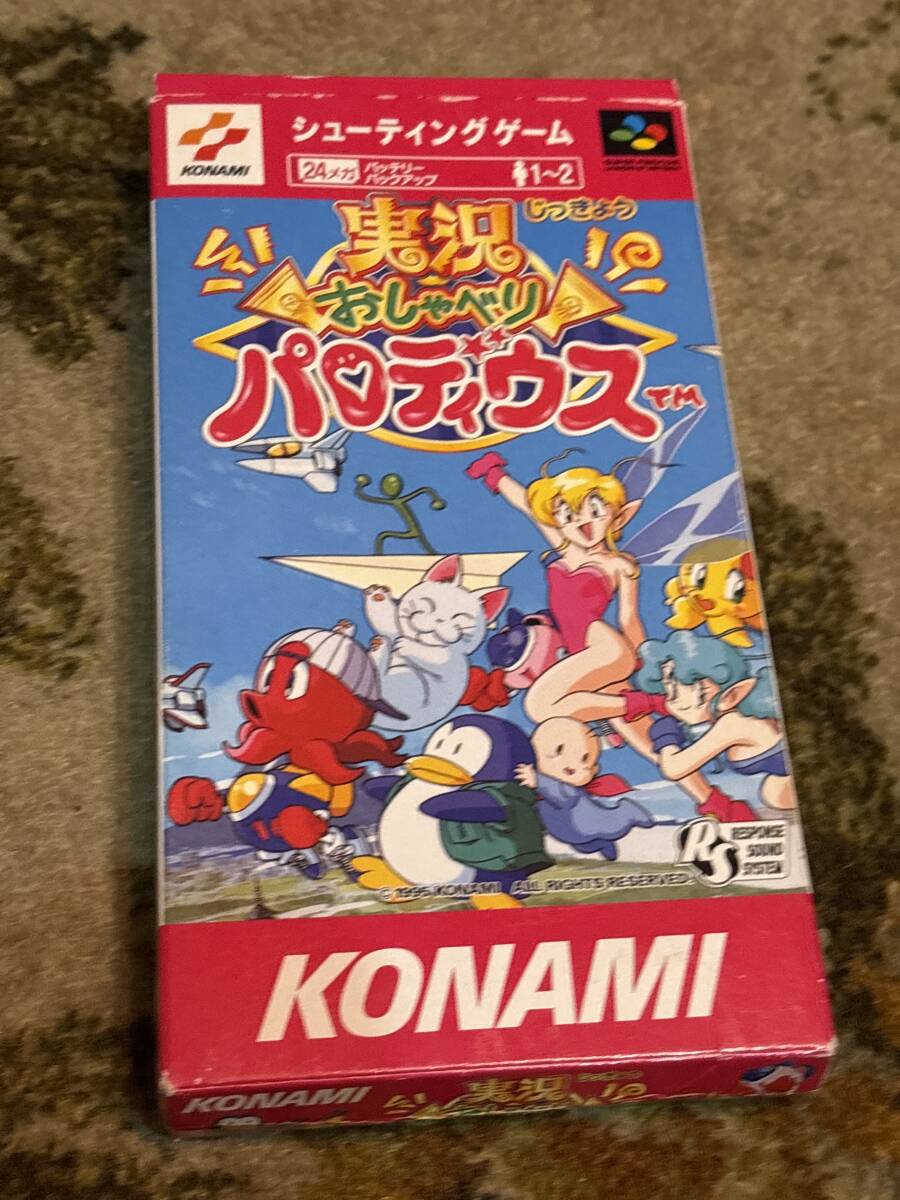 KONAMI
シューティングゲーム
24メガ
バッテリー
バックアップ
1~2
じっきょう
実況
おしゃべり
パロディウス
TM
RS
RESPONSE
SOUND
SYSTEM
© 1995 KONAMI ALL RIGHTS RESERVED.
KONAMI
KONAMI
実況